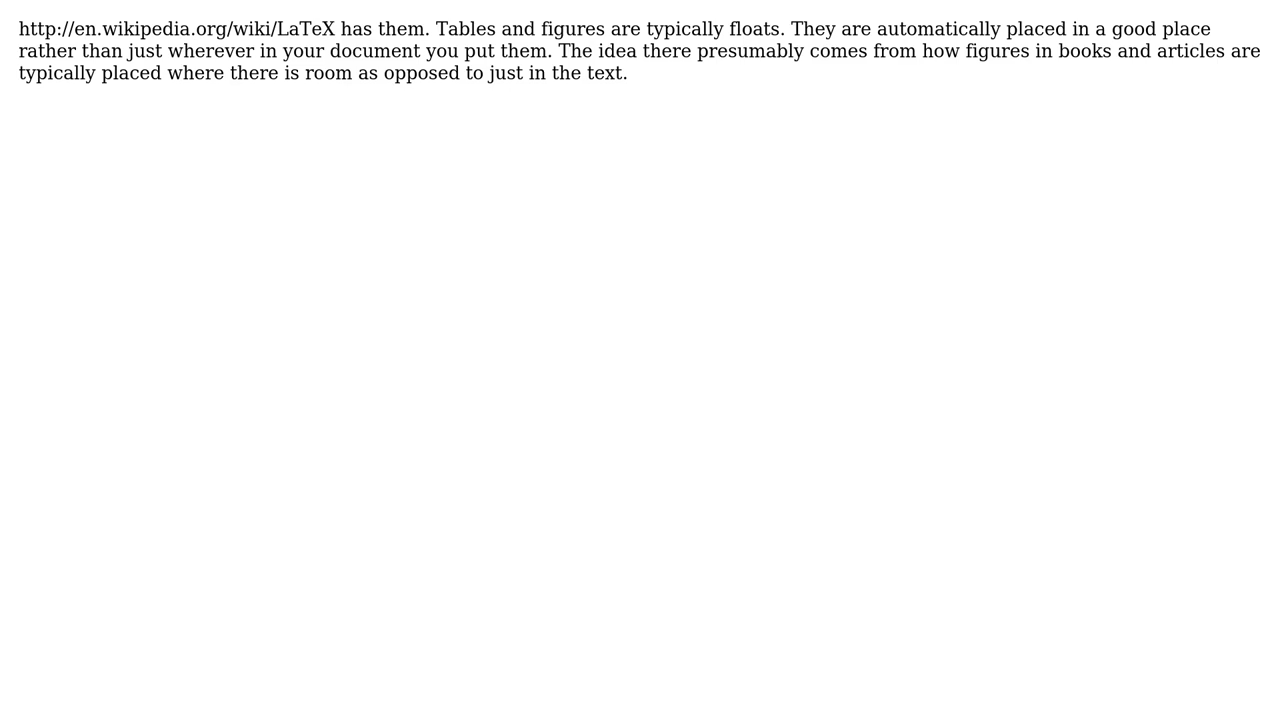 http://en.wikipedia.org/wiki/LaTeX has them. Tables and figures are typically floats. They are automatically placed in a good place
rather than just wherever in your document you put them. The idea there presumably comes from how figures in books and articles are
typically placed where there is room as opposed to just in the text.